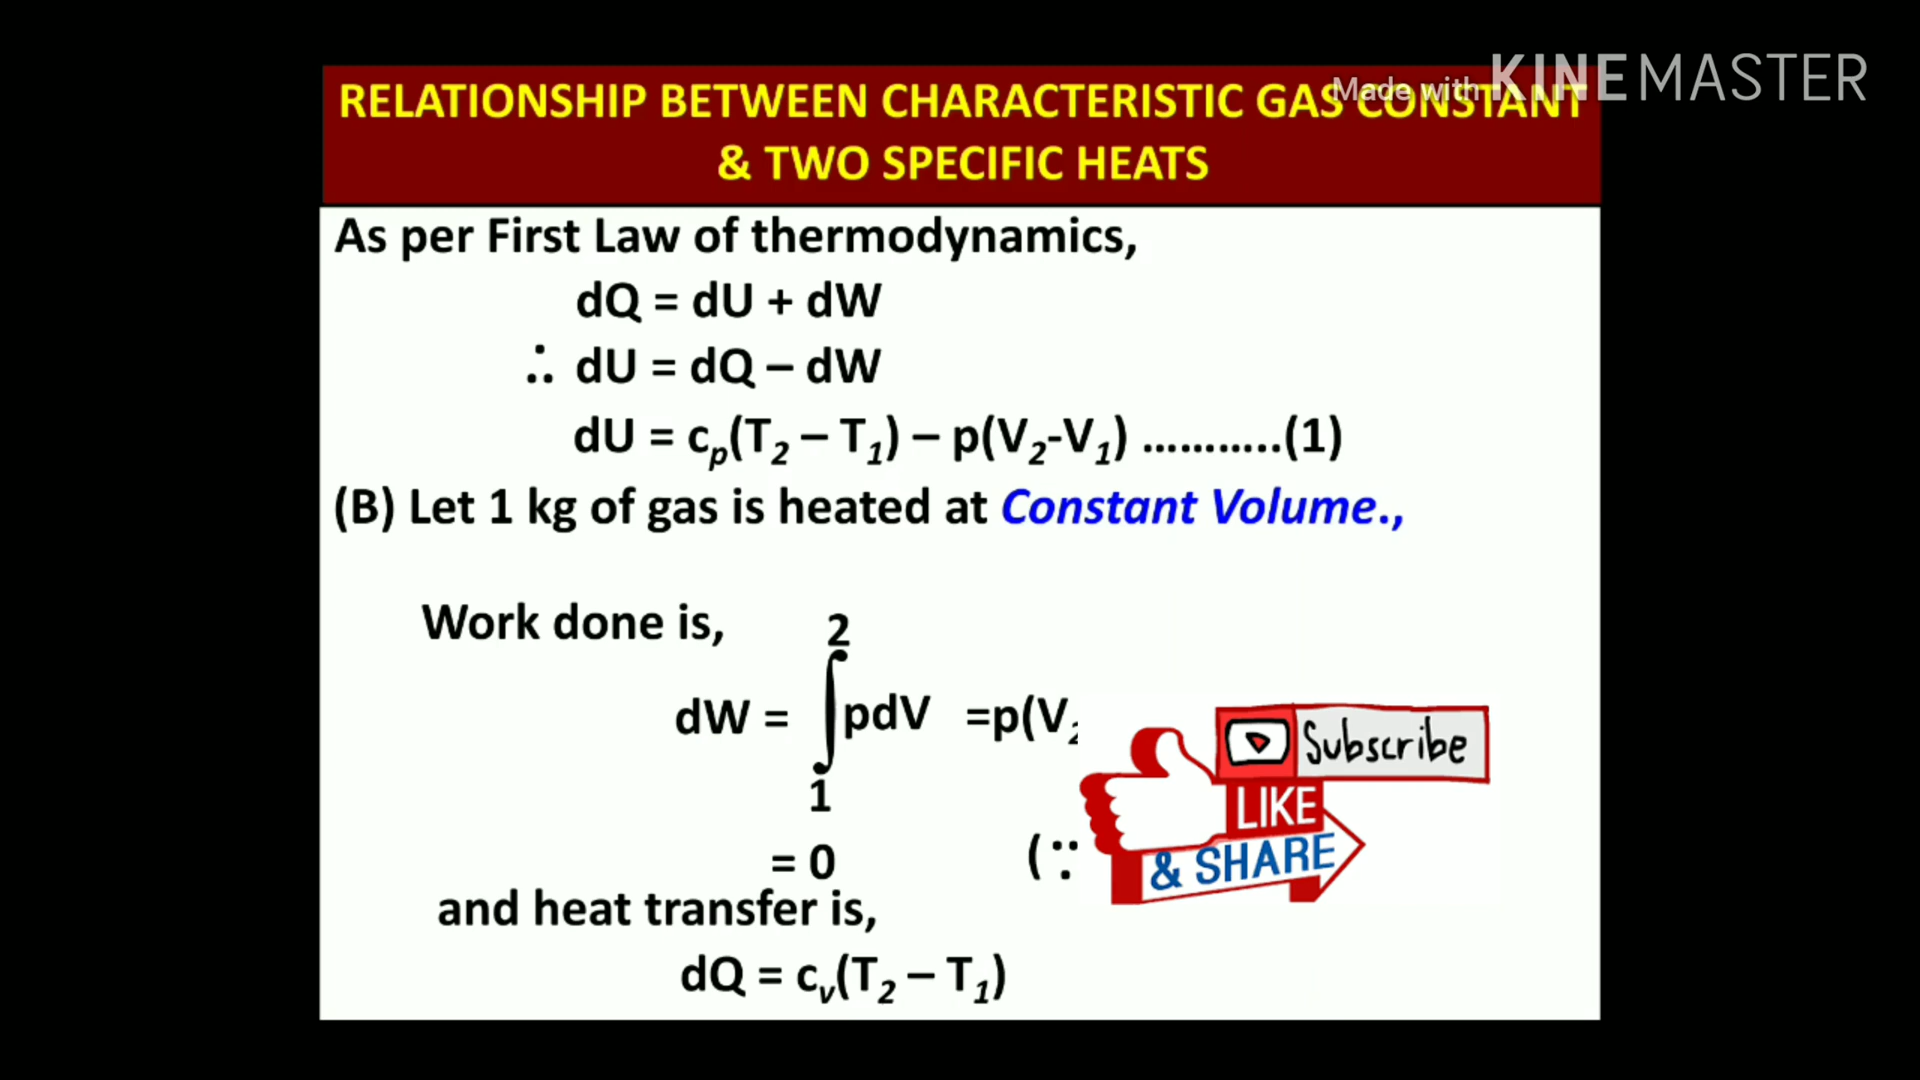 Made with KINEMASTER
RELATIONSHIP BETWEEN CHARACTERISTIC GAS CONSTANT
& TWO SPECIFIC HEATS
As per First Law of thermodynamics,
dQ = dU + dW
∴ dU = dQ – dW
dU = cₚ(T₂ – T₁) – p(V₂-V₁) ………..(1)
(B) Let 1 kg of gas is heated at Constant Volume.,
Work done is,
2
dW = ∫ pdV =p(V₂
1
= 0 (∵
Subscribe
LIKE
& SHARE
and heat transfer is,
dQ = cᵥ(T₂ – T₁)